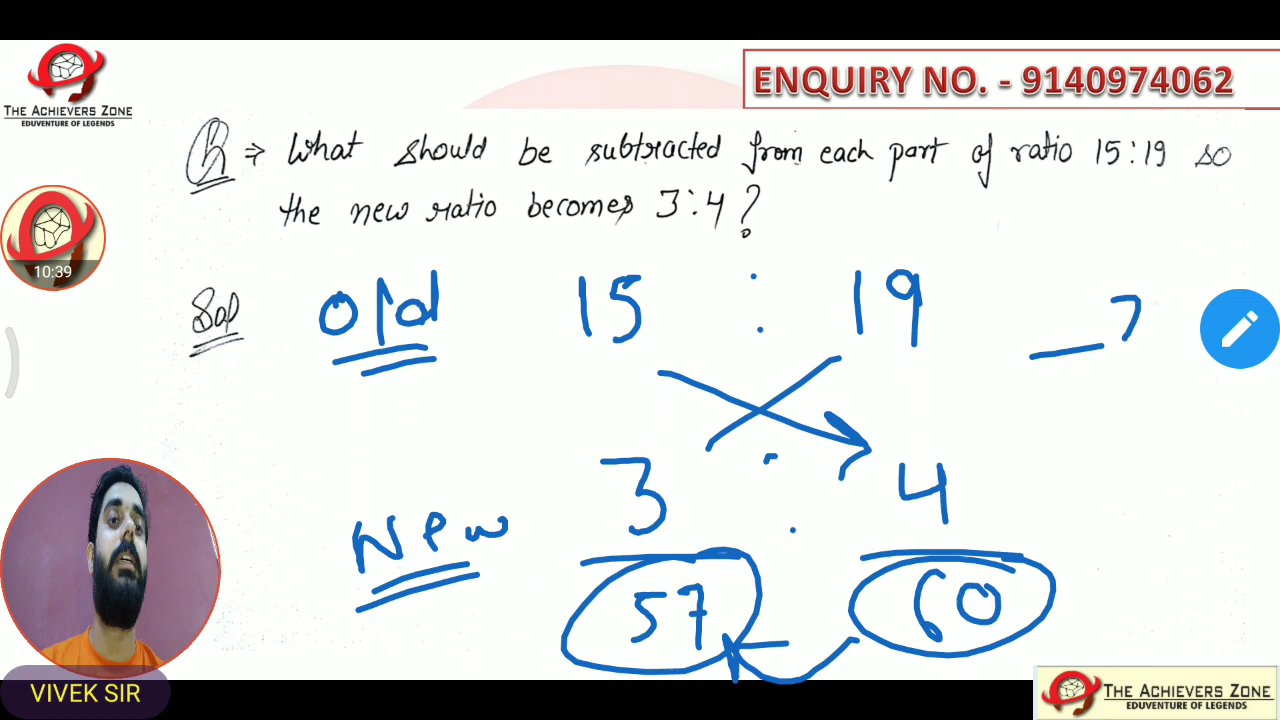 THE ACHIEVERS ZONE
EDUVENTURE OF LEGENDS
ENQUIRY NO. - 9140974062
What should be subtracted from each part of ratio 15:19 so
the new ratio becomes 3:4?
10:39
Sol
Old 15 : 19
New 3 : 4
57 60
VIVEK SIR
THE ACHIEVERS ZONE
EDUVENTURE OF LEGENDS